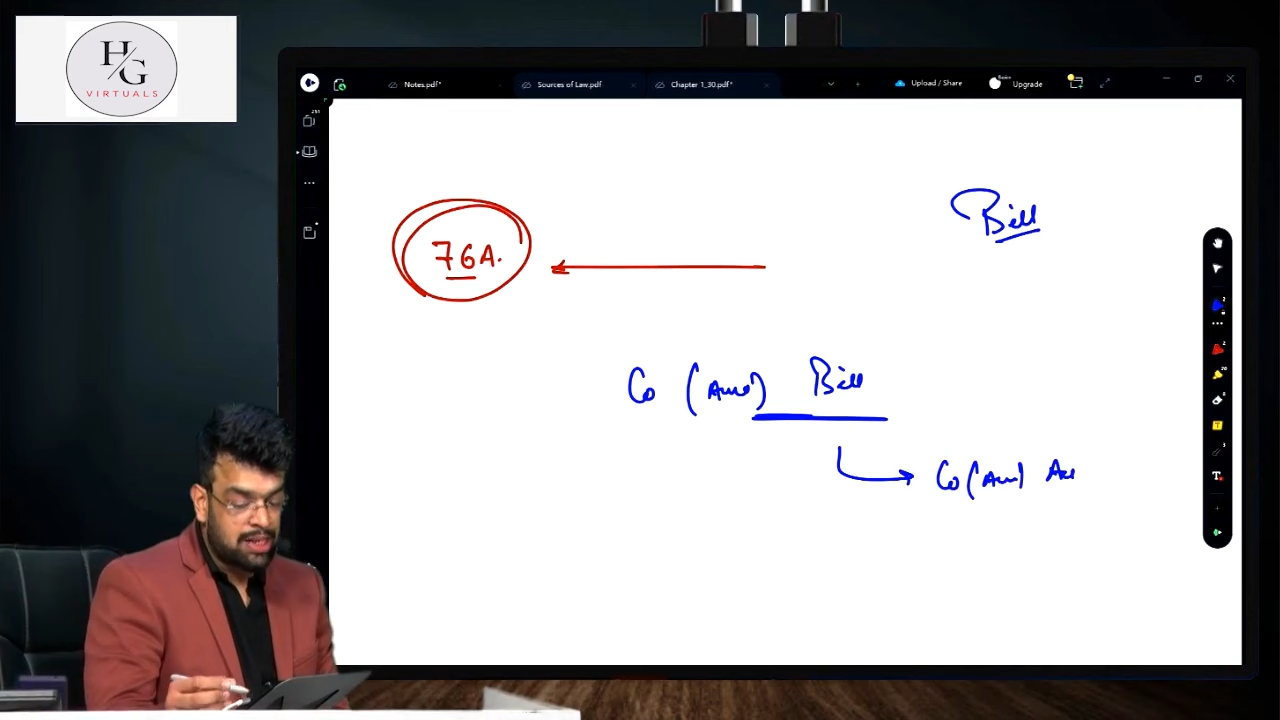 H/G
VIRTUALS
Notes.pdf*
Sources of Law.pdf
Chapter 1_30.pdf*
Upload / Share
Upgrade
Bill
76A.
Co (Amd) Bill
Co (Am) Act